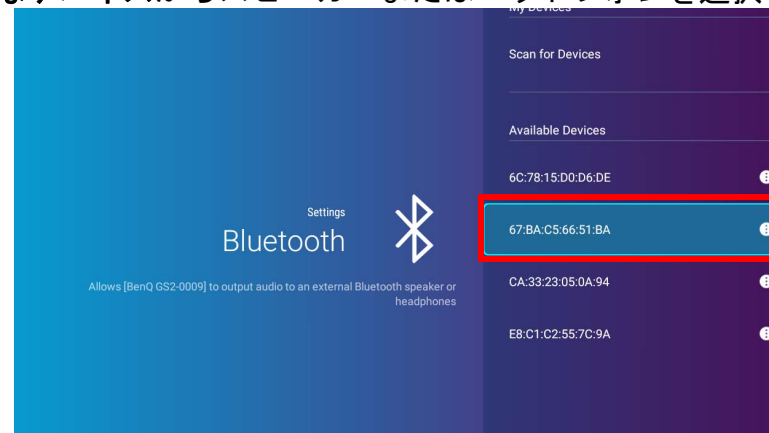 My Devices
Scan for Devices
Available Devices
6C:78:15:D0:D6:DE
67:BA:C5:66:51:BA
CA:33:23:05:0A:94
E8:C1:C2:55:7C:9A
Settings
Bluetooth
Allows [BenQ GS2-0009] to output audio to an external Bluetooth speaker or
headphones